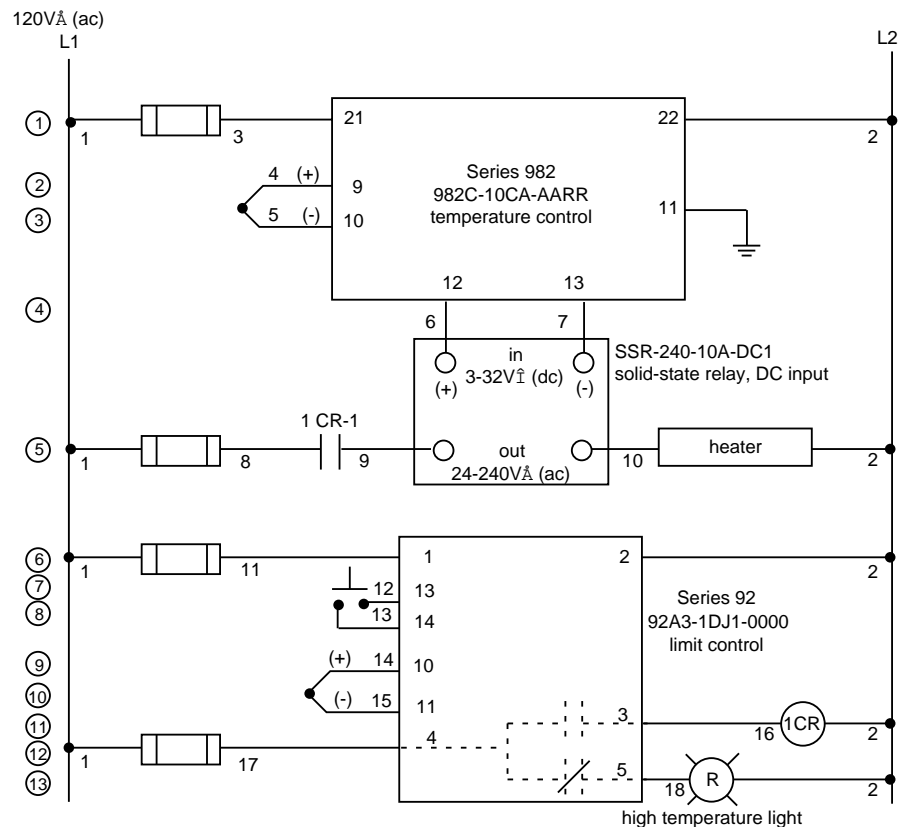 120VÅ (ac)
L1
L2
1
1
3
21
22
2
2
4 (+)
9
Series 982
982C-10CA-AARR
temperature control
3
5 (-)
10
11
12
13
4
6
7
in
3-32VÎ (dc)
(+)
(-)
SSR-240-10A-DC1
solid-state relay, DC input
1 CR-1
5
1
8
9
out
24-240VÅ (ac)
10
heater
2
6
1
11
1
2
2
7
12
13
8
13
14
Series 92
92A3-1DJ1-0000
limit control
9
(+) 14
10
10
(-) 15
11
11
3
16
1CR
2
12
1
17
4
13
5
18
R
2
high temperature light